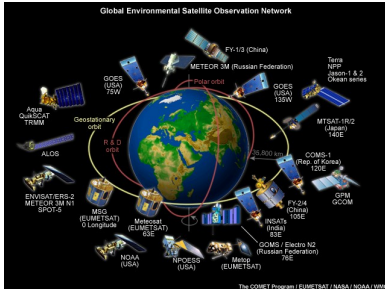 Global Environmental Satellite Observation Network
FY-1/3 (China)
METEOR 3M (Russian Federation)
GOES
(USA)
75W
Polar orbit
GOES
(USA)
135W
Terra
NPP
Jason-1 & 2
Okean series
Aqua
QuikSCAT
TRMM
Geostationary
orbit
R & D
orbit
MTSAT-1R/2
(Japan)
140E
ALOS
35,800 km
COMS-1
(Rep. of Korea)
120E
ENVISAT/ERS-2
METEOR 3M N1
SPOT-5
GPM
GCOM
MSG
(EUMETSAT)
0 Longitude
Meteosat
(EUMETSAT)
63E
FY-2/4
(China)
105E
INSATs
(India)
83E
GOMS / Electro N2
(Russian Federation)
76E
NOAA
(USA)
NPOESS
(USA)
Metop
(EUMETSAT)
The COMET Program / EUMETSAT / NASA / NOAA / WMO